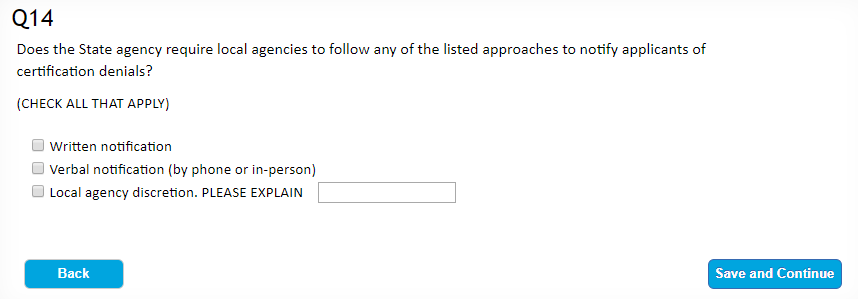 Q14
Does the State agency require local agencies to follow any of the listed approaches to notify applicants of
certification denials?
(CHECK ALL THAT APPLY)
Written notification
Verbal notification (by phone or in-person)
Local agency discretion. PLEASE EXPLAIN
Back
Save and Continue